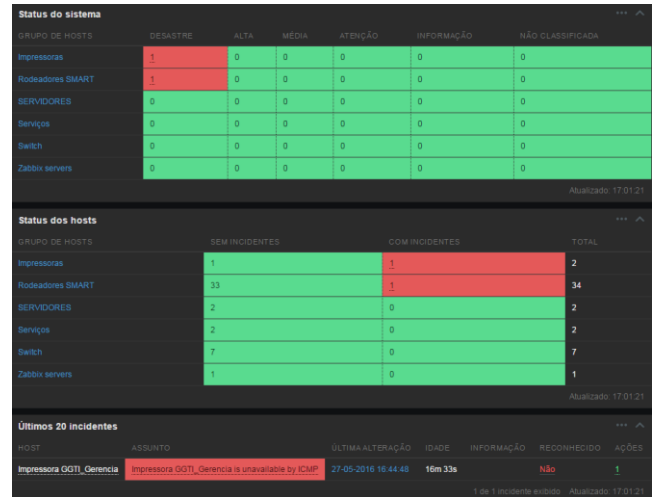 Status do sistema
GRUPO DE HOSTS DESASTRE ALTA MÉDIA ATENÇÃO INFORMAÇÃO NÃO CLASSIFICADA
Impressoras 1 0 0 0 0 0
Rodeadores SMART 1 0 0 0 0 0
SERVIDORES 0 0 0 0 0 0
Serviços 0 0 0 0 0 0
Switch 0 0 0 0 0 0
Zabbix servers 0 0 0 0 0 0
Atualizado: 17:01:21
Status dos hosts
GRUPO DE HOSTS SEM INCIDENTES COM INCIDENTES TOTAL
Impressoras 1 1 2
Rodeadores SMART 33 1 34
SERVIDORES 2 0 2
Serviços 2 0 2
Switch 7 0 7
Zabbix servers 1 0 1
Atualizado: 17:01:21
Últimos 20 incidentes
HOST ASSUNTO ÚLTIMA ALTERAÇÃO IDADE INFORMAÇÃO RECONHECIDO AÇÕES
Impressora GGTI_Gerencia Impressora GGTI_Gerencia is unavailable by ICMP 27-05-2016 16:44:48 16m 33s Não 1
1 de 1 incidente exibido Atualizado: 17:01:21